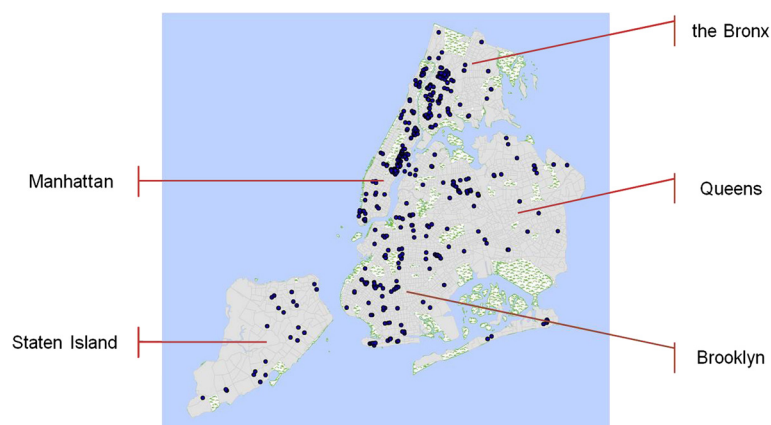 the Bronx
Manhattan
Queens
Staten Island
Brooklyn